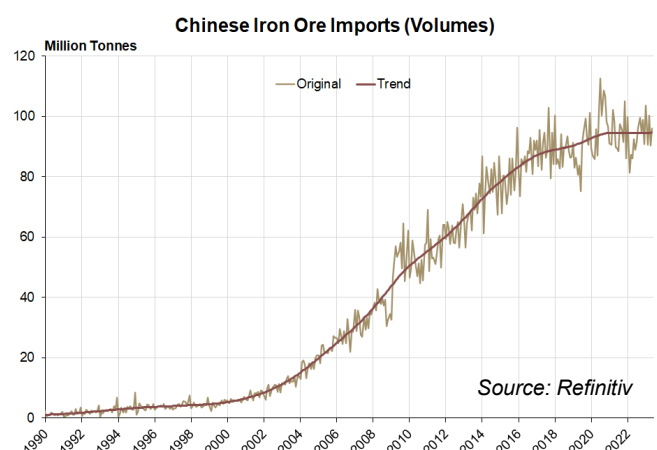 Chinese Iron Ore Imports (Volumes)
Million Tonnes
120
Original Trend
100
80
60
40
20
Source: Refinitiv
0
1990 1992 1994 1996 1998 2000 2002 2004 2006 2008 2010 2012 2014 2016 2018 2020 2022